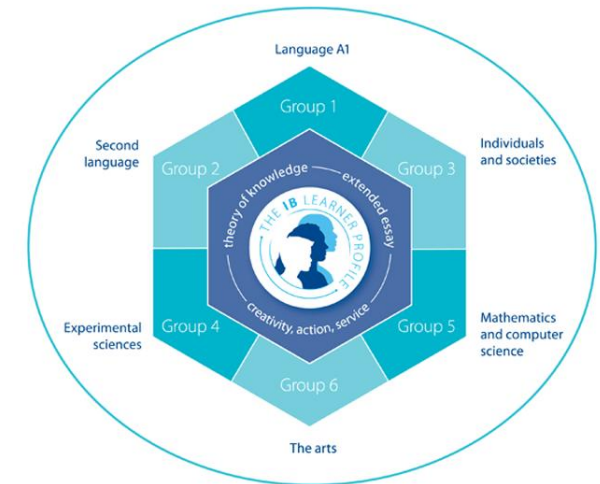 Language A1
Group 1
Second
language
Group 2
Group 3
Individuals
and societies
theory of knowledge
extended essay
THE IB LEARNER PROFILE
creativity, action, service
Experimental
sciences
Group 4
Group 5
Mathematics
and computer
science
Group 6
The arts